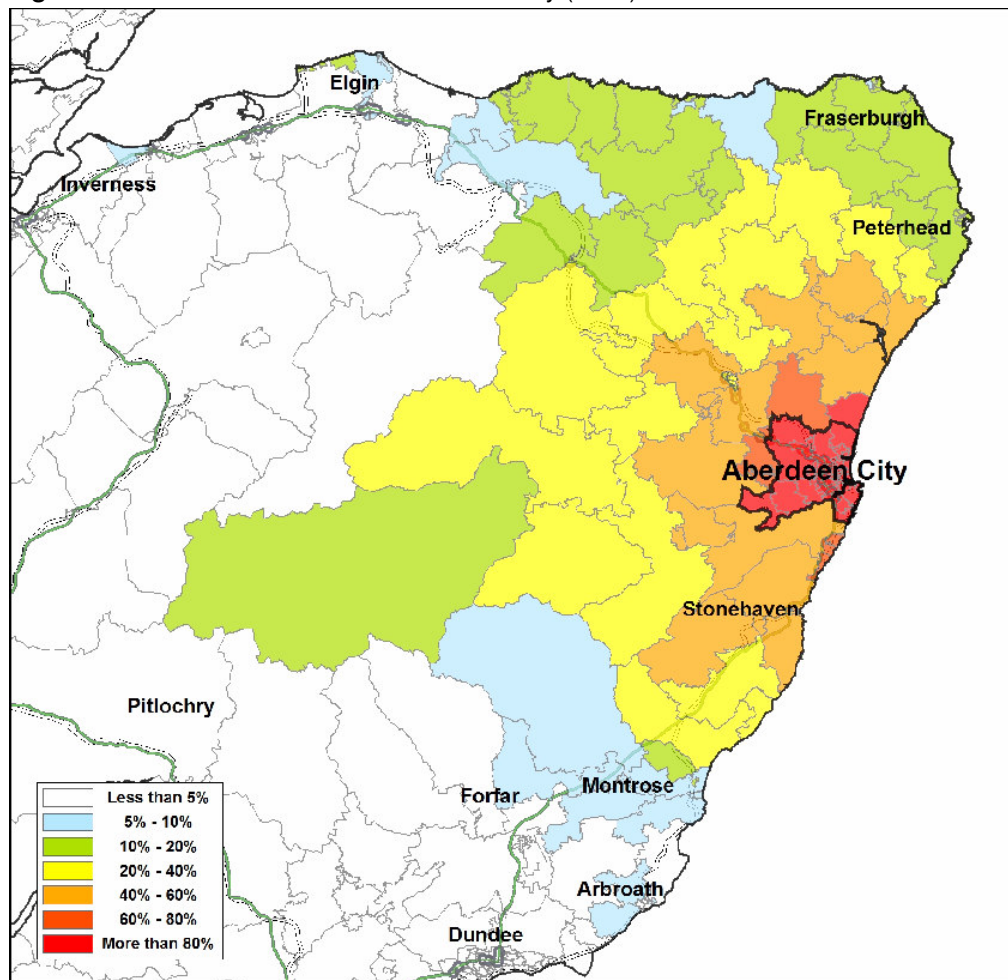 Elgin
Fraserburgh
Inverness
Peterhead
Aberdeen City
Stonehaven
Pitlochry
Montrose
Forfar
Arbroath
Dundee
Less than 5%
5% - 10%
10% - 20%
20% - 40%
40% - 60%
60% - 80%
More than 80%